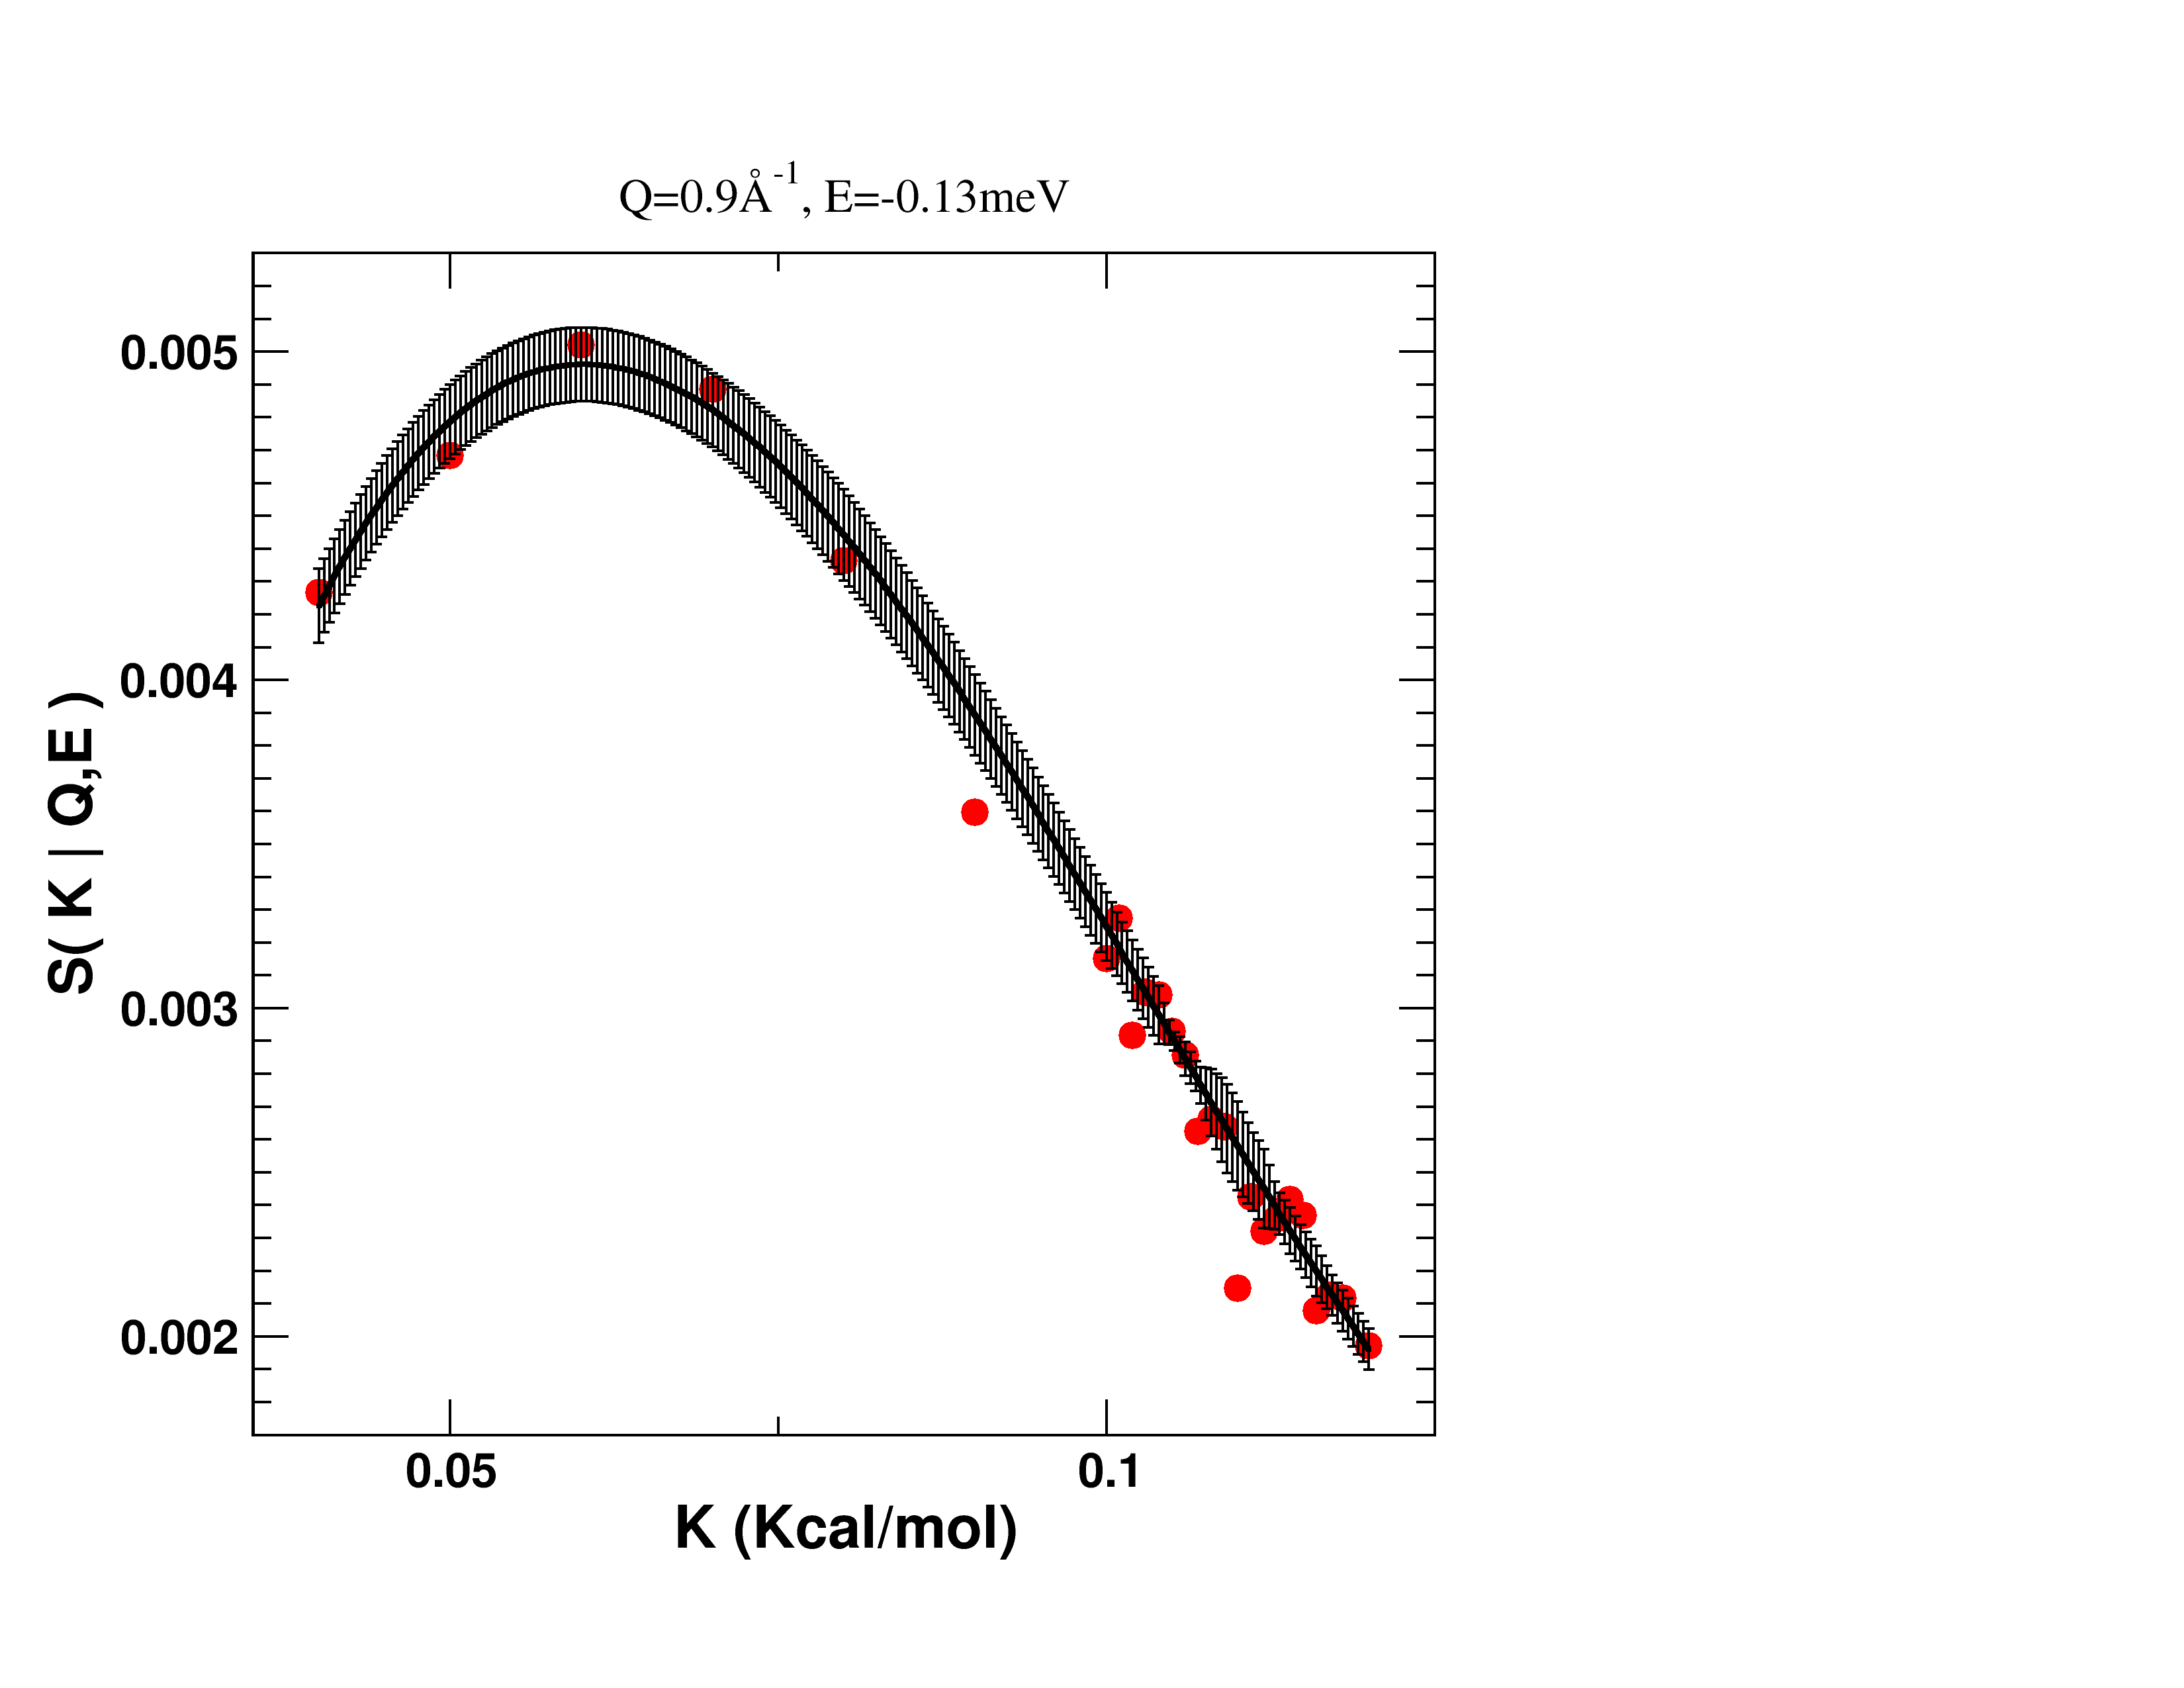 Q=0.9Å-1, E=-0.13meV
0.005
0.004
0.003
0.002
S( K | Q,E )
0.05
0.1
K (Kcal/mol)